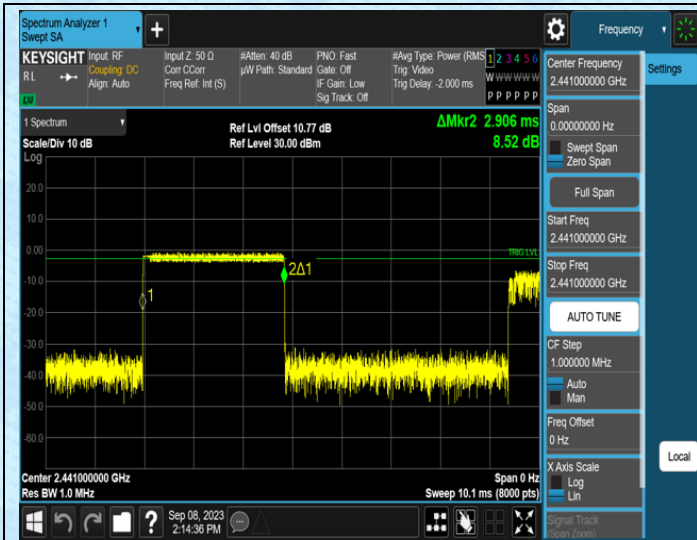 Spectrum Analyzer 1
Swept SA
Frequency
KEYSIGHT
RL
LXI
Input: RF
Coupling: DC
Align: Auto
Input Z: 50 Ω
Corr CCorr
Freq Ref: Int (S)
#Atten: 40 dB
µW Path: Standard
PNO: Fast
Gate: Off
IF Gain: Low
Sig Track: Off
#Avg Type: Power (RMS
Trig: Video
Trig Delay: -2.000 ms
1 2 3 4 5 6
W W W W W W
P P P P P P
1 Spectrum
Scale/Div 10 dB
Log
Ref Lvl Offset 10.77 dB
Ref Level 30.00 dBm
ΔMkr2 2.906 ms
8.52 dB
20.0
10.0
0.00
-10.0
-20.0
-30.0
-40.0
-50.0
-60.0
TRIG LVL
2Δ1
1
Center 2.441000000 GHz
Res BW 1.0 MHz
Span 0 Hz
Sweep 10.1 ms (8000 pts)
Sep 08, 2023
2:14:36 PM
Center Frequency
2.441000000 GHz
Span
0.00000000 Hz
Swept Span
Zero Span
Full Span
Start Freq
2.441000000 GHz
Stop Freq
2.441000000 GHz
AUTO TUNE
CF Step
1.000000 MHz
Auto
Man
Freq Offset
0 Hz
X Axis Scale
Log
Lin
Signal Track
(Span Zoom)
Settings
Local